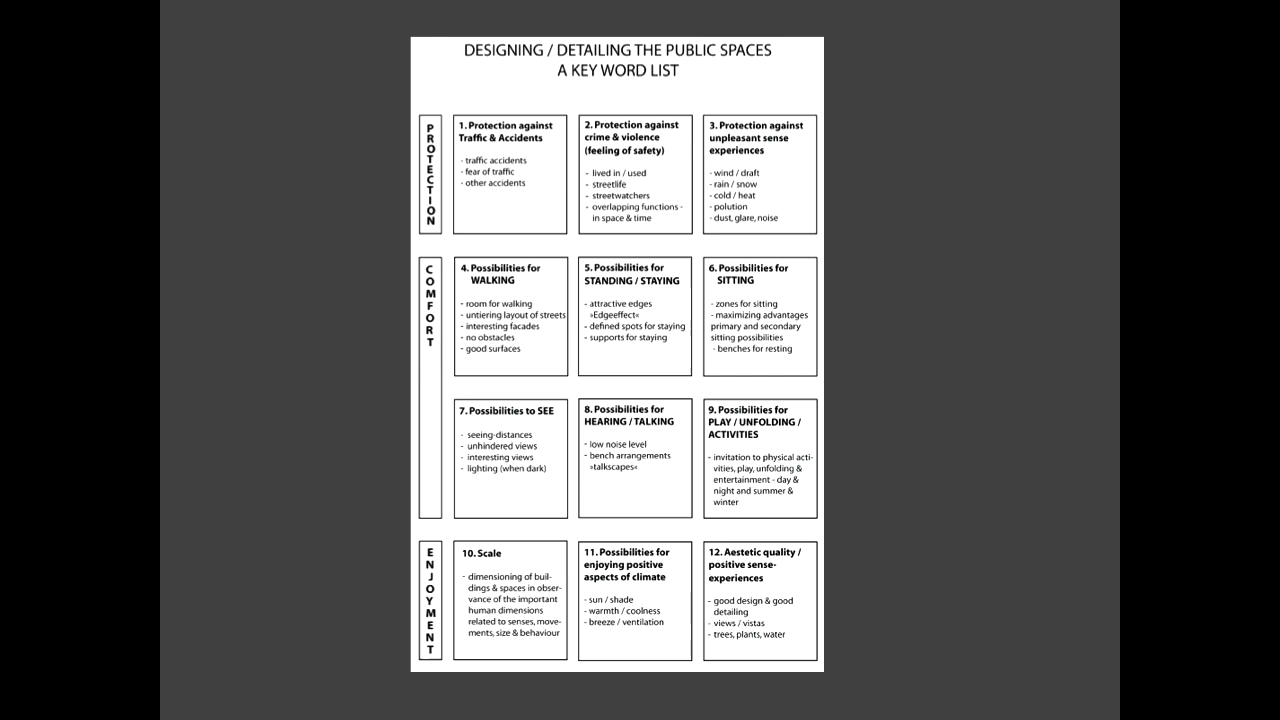 DESIGNING / DETAILING THE PUBLIC SPACES
A KEY WORD LIST
PROTECTION
1. Protection against
Traffic & Accidents
- traffic accidents
- fear of traffic
- other accidents
2. Protection against
crime & violence
(feeling of safety)
- lived in / used
- streetlife
- streetwatchers
- overlapping functions -
in space & time
3. Protection against
unpleasant sense
experiences
- wind / draft
- rain / snow
- cold / heat
- polution
- dust, glare, noise
COMFORT
4. Possibilities for
WALKING
- room for walking
- untiering layout of streets
- interesting facades
- no obstacles
- good surfaces
5. Possibilities for
STANDING / STAYING
- attractive edges
»Edgeeffect«
- defined spots for staying
- supports for staying
6. Possibilities for
SITTING
- zones for sitting
- maximizing advantages
primary and secondary
sitting possibilities
- benches for resting
7. Possibilities to SEE
- seeing-distances
- unhindered views
- interesting views
- lighting (when dark)
8. Possibilities for
HEARING / TALKING
- low noise level
- bench arrangements
»talkscapes«
9. Possibilities for
PLAY / UNFOLDING /
ACTIVITIES
- invitation to physical acti-
vities, play, unfolding &
entertainment - day &
night and summer &
winter
ENJOYMENT
10. Scale
- dimensioning of buil-
dings & spaces in obser-
vance of the important
human dimensions
related to senses, move-
ments, size & behaviour
11. Possibilities for
enjoying positive
aspects of climate
- sun / shade
- warmth / coolness
- breeze / ventilation
12. Aestetic quality /
positive sense-
experiences
- good design & good
detailing
- views / vistas
- trees, plants, water